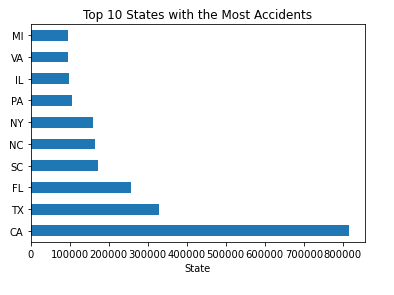 Top 10 States with the Most Accidents
MI
VA
IL
PA
NY
NC
SC
FL
TX
CA
0 100000 200000 300000 400000 500000 600000 700000 800000
State